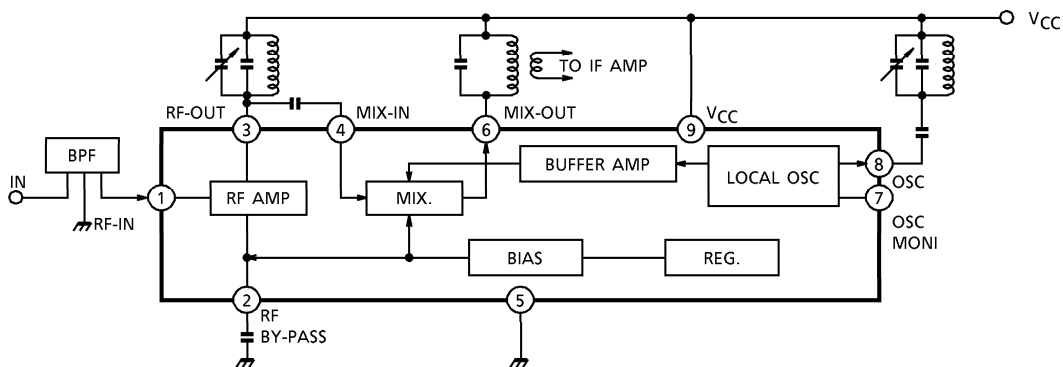 VCC
TO IF AMP
RF-OUT
MIX-IN
MIX-OUT
VCC
3
4
6
9
BPF
IN
RF-IN
1
RF AMP
MIX.
BUFFER AMP
LOCAL OSC
8
OSC
7
OSC
MONI
BIAS
REG.
2
RF
BY-PASS
5